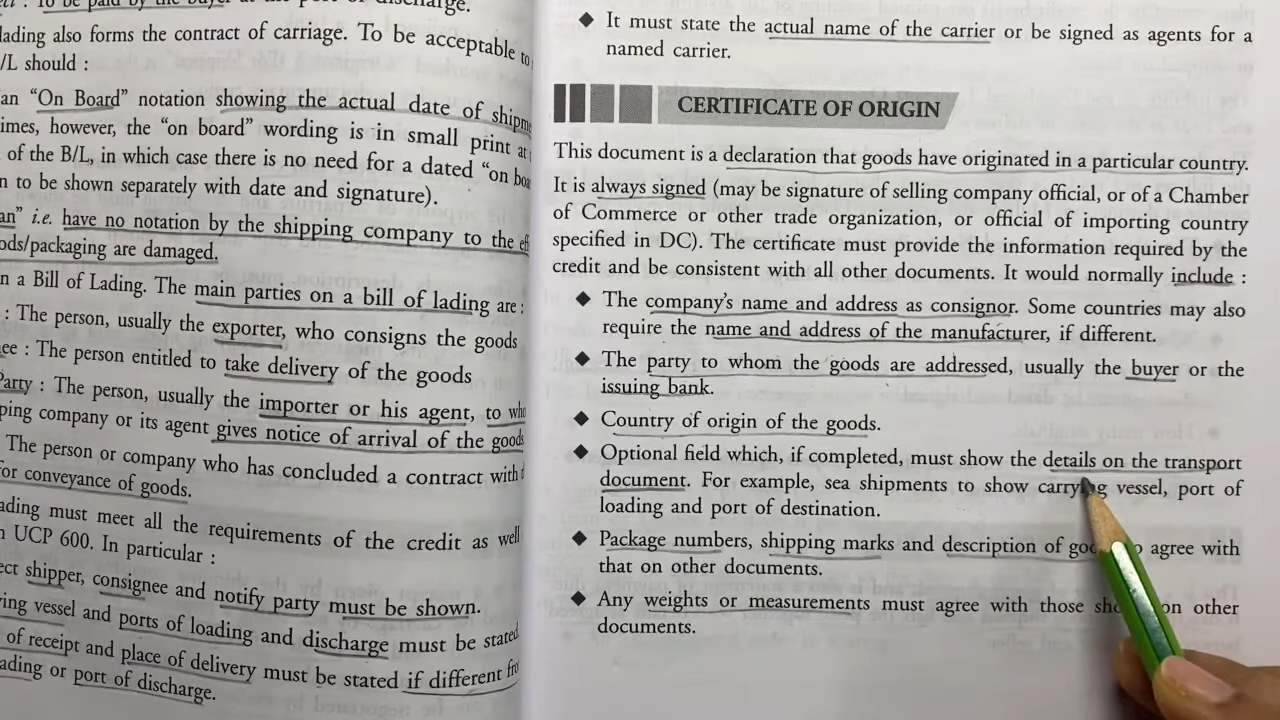 To be paid by the buyer at the port of discharge.
lading also forms the contract of carriage. To be acceptable to
/L should :
an “On Board” notation showing the actual date of shipm
imes, however, the “on board” wording is in small print at
of the B/L, in which case there is no need for a dated “on boa
n to be shown separately with date and signature).
an” i.e. have no notation by the shipping company to the eff
ods/packaging are damaged.
n a Bill of Lading. The main parties on a bill of lading are :
: The person, usually the exporter, who consigns the goods
ee : The person entitled to take delivery of the goods
Party : The person, usually the importer or his agent, to who
ping company or its agent gives notice of arrival of the goods
The person or company who has concluded a contract with
for conveyance of goods.
ading must meet all the requirements of the credit as well
n UCP 600. In particular :
ect shipper, consignee and notify party must be shown.
ing vessel and ports of loading and discharge must be stated
of receipt and place of delivery must be stated if different fro
ading or port of discharge.
◆ It must state the actual name of the carrier or be signed as agents for a
named carrier.
CERTIFICATE OF ORIGIN
This document is a declaration that goods have originated in a particular country.
It is always signed (may be signature of selling company official, or of a Chamber
of Commerce or other trade organization, or official of importing country
specified in DC). The certificate must provide the information required by the
credit and be consistent with all other documents. It would normally include :
◆ The company’s name and address as consignor. Some countries may also
require the name and address of the manufacturer, if different.
◆ The party to whom the goods are addressed, usually the buyer or the
issuing bank.
◆ Country of origin of the goods.
◆ Optional field which, if completed, must show the details on the transport
document. For example, sea shipments to show carrying vessel, port of
loading and port of destination.
◆ Package numbers, shipping marks and description of goo agree with
that on other documents.
◆ Any weights or measurements must agree with those sho on other
documents.